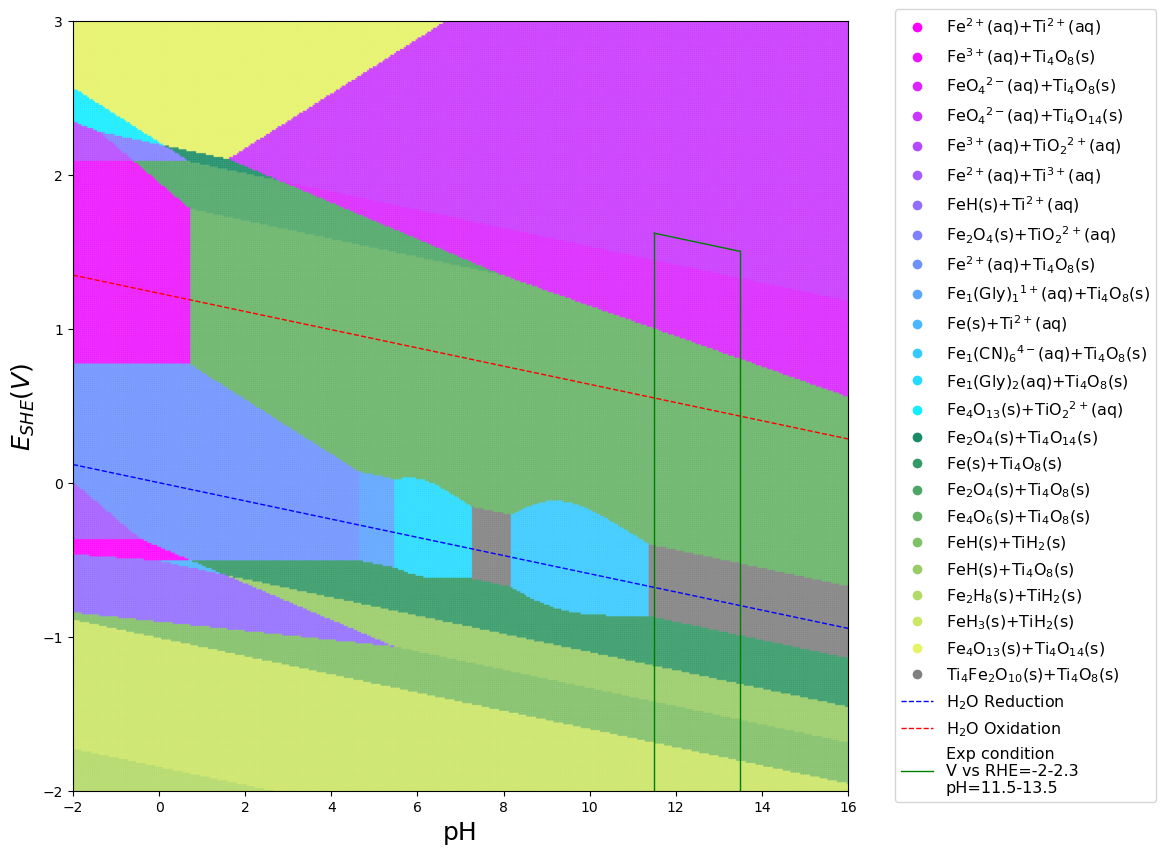 3
2
1
0
−1
−2
E_SHE(V)
−2
0
2
4
6
8
10
12
14
16
pH
Fe²⁺(aq)+Ti²⁺(aq)
Fe³⁺(aq)+Ti₄O₈(s)
FeO₄²⁻(aq)+Ti₄O₈(s)
FeO₄²⁻(aq)+Ti₄O₁₄(s)
Fe³⁺(aq)+TiO₂²⁺(aq)
Fe²⁺(aq)+Ti³⁺(aq)
FeH(s)+Ti²⁺(aq)
Fe₂O₄(s)+TiO₂²⁺(aq)
Fe²⁺(aq)+Ti₄O₈(s)
Fe₁(Gly)₁¹⁺(aq)+Ti₄O₈(s)
Fe(s)+Ti²⁺(aq)
Fe₁(CN)₆⁴⁻(aq)+Ti₄O₈(s)
Fe₁(Gly)₂(aq)+Ti₄O₈(s)
Fe₄O₁₃(s)+TiO₂²⁺(aq)
Fe₂O₄(s)+Ti₄O₁₄(s)
Fe(s)+Ti₄O₈(s)
Fe₂O₄(s)+Ti₄O₈(s)
Fe₄O₆(s)+Ti₄O₈(s)
FeH(s)+TiH₂(s)
FeH(s)+Ti₄O₈(s)
Fe₂H₈(s)+TiH₂(s)
FeH₃(s)+TiH₂(s)
Fe₄O₁₃(s)+Ti₄O₁₄(s)
Ti₄Fe₂O₁₀(s)+Ti₄O₈(s)
H₂O Reduction
H₂O Oxidation
Exp condition
V vs RHE=-2-2.3
pH=11.5-13.5